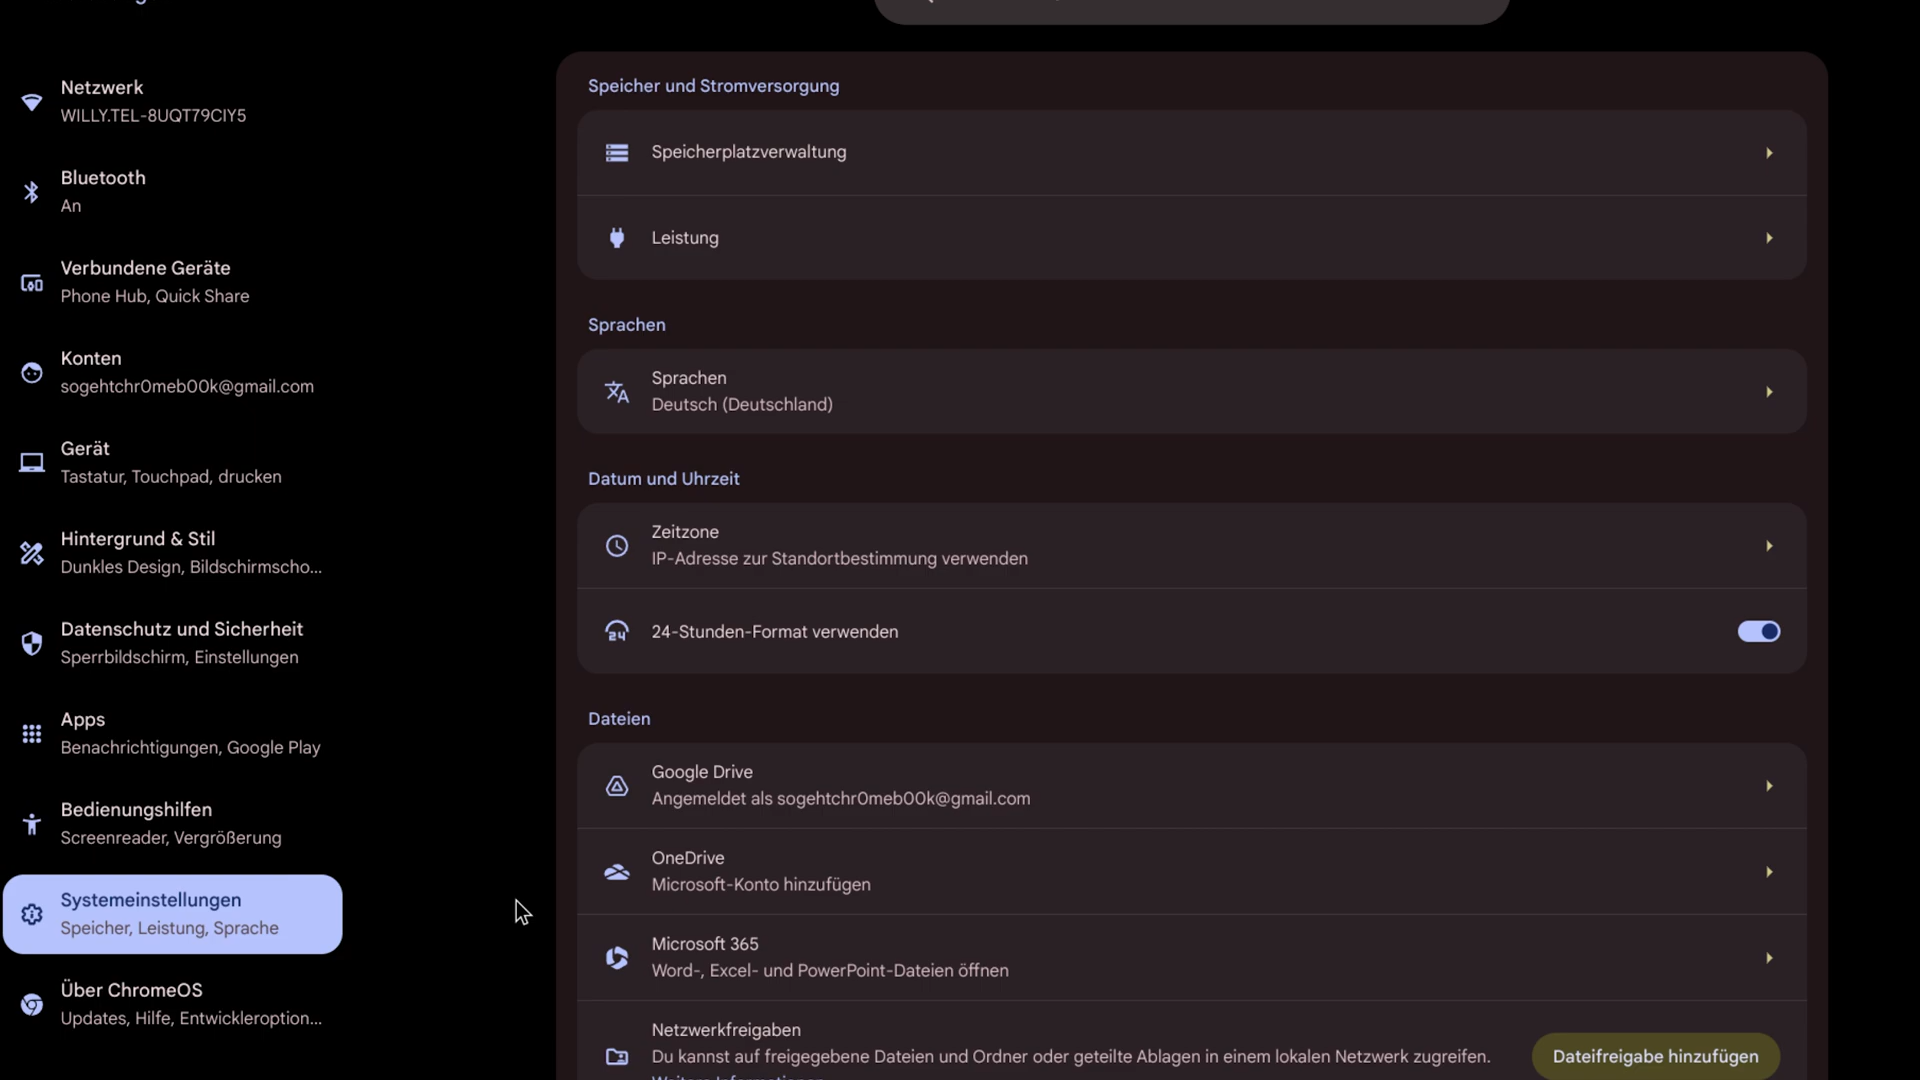 Netzwerk
WILLY.TEL-8UQT79CIY5
Bluetooth
An
Verbundene Geräte
Phone Hub, Quick Share
Konten
sogehtchr0meb00k@gmail.com
Gerät
Tastatur, Touchpad, drucken
Hintergrund & Stil
Dunkles Design, Bildschirmscho...
Datenschutz und Sicherheit
Sperrbildschirm, Einstellungen
Apps
Benachrichtigungen, Google Play
Bedienungshilfen
Screenreader, Vergrößerung
Systemeinstellungen
Speicher, Leistung, Sprache
Über ChromeOS
Updates, Hilfe, Entwickleroption...
Speicher und Stromversorgung
Speicherplatzverwaltung
Leistung
Sprachen
Sprachen
Deutsch (Deutschland)
Datum und Uhrzeit
Zeitzone
IP-Adresse zur Standortbestimmung verwenden
24-Stunden-Format verwenden
Dateien
Google Drive
Angemeldet als sogehtchr0meb00k@gmail.com
OneDrive
Microsoft-Konto hinzufügen
Microsoft 365
Word-, Excel- und PowerPoint-Dateien öffnen
Netzwerkfreigaben
Du kannst auf freigegebene Dateien und Ordner oder geteilte Ablagen in einem lokalen Netzwerk zugreifen.
Dateifreigabe hinzufügen